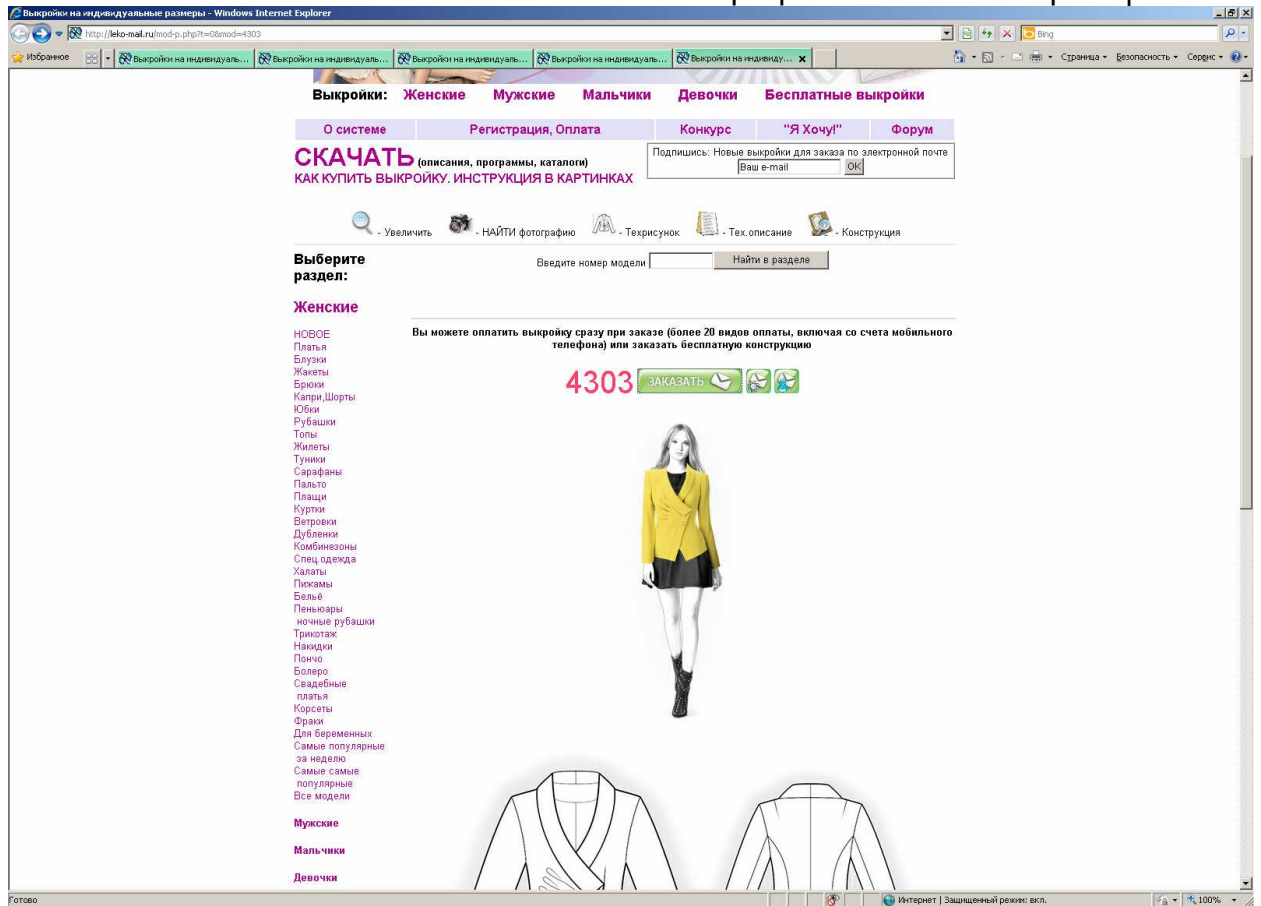 Выкройки на индивидуальные размеры - Windows Internet Explorer
http://leko-mail.ru/mod-p.php?t=0&mod=4303
Bing
Избранное
Выкройки на индивидуаль...
Выкройки на индивидуаль...
Выкройки на индивидуаль...
Выкройки на индивидуаль...
Выкройки на индивиду...
Страница
Безопасность
Сервис
Выкройки: Женские Мужские Мальчики Девочки Бесплатные выкройки
О системе Регистрация, Оплата Конкурс "Я Хочу!" Форум
СКАЧАТЬ (описания, программы, каталоги)
КАК КУПИТЬ ВЫКРОЙКУ. ИНСТРУКЦИЯ В КАРТИНКАХ
Подпишись: Новые выкройки для заказа по электронной почте
Ваш e-mail OK
- Увеличить - НАЙТИ фотографию - Техрисунок - Тех.описание - Конструкция
Выберите
раздел:
Введите номер модели Найти в разделе
Женские
Вы можете оплатить выкройку сразу при заказе (более 20 видов оплаты, включая со счета мобильного
телефона) или заказать бесплатную конструкцию
4303 ЗАКАЗАТЬ
НОВОЕ
Платья
Блузки
Жакеты
Брюки
Капри,Шорты
Юбки
Рубашки
Топы
Жилеты
Туники
Сарафаны
Пальто
Плащи
Куртки
Ветровки
Дубленки
Комбинезоны
Спец.одежда
Халаты
Пижамы
Бельё
Пеньюары
ночные рубашки
Трикотаж
Накидки
Пончо
Болеро
Свадебные
платья
Корсеты
Фраки
Для беременных
Самые популярные
за неделю
Самые самые
популярные
Все модели
Мужские
Мальчики
Девочки
Готово
Интернет | Защищенный режим: вкл.
100%